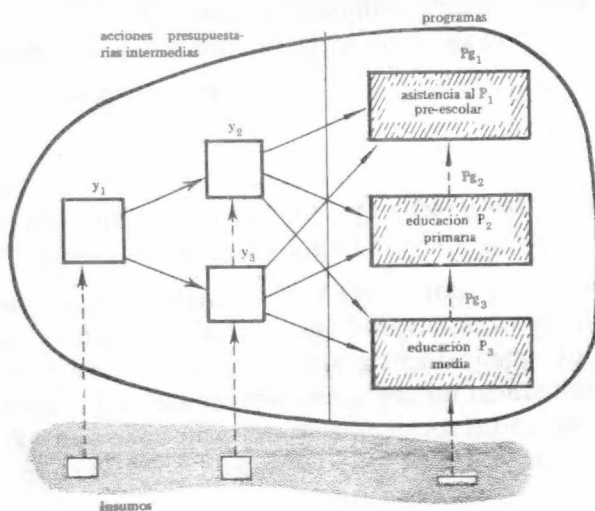 programas
acciones presupuesta-
rias intermedias
Pg1
asistencia al P1
pre-escolar
y2
y1
Pg2
educación P2
primaria
y3
Pg3
educación P3
media
insumos